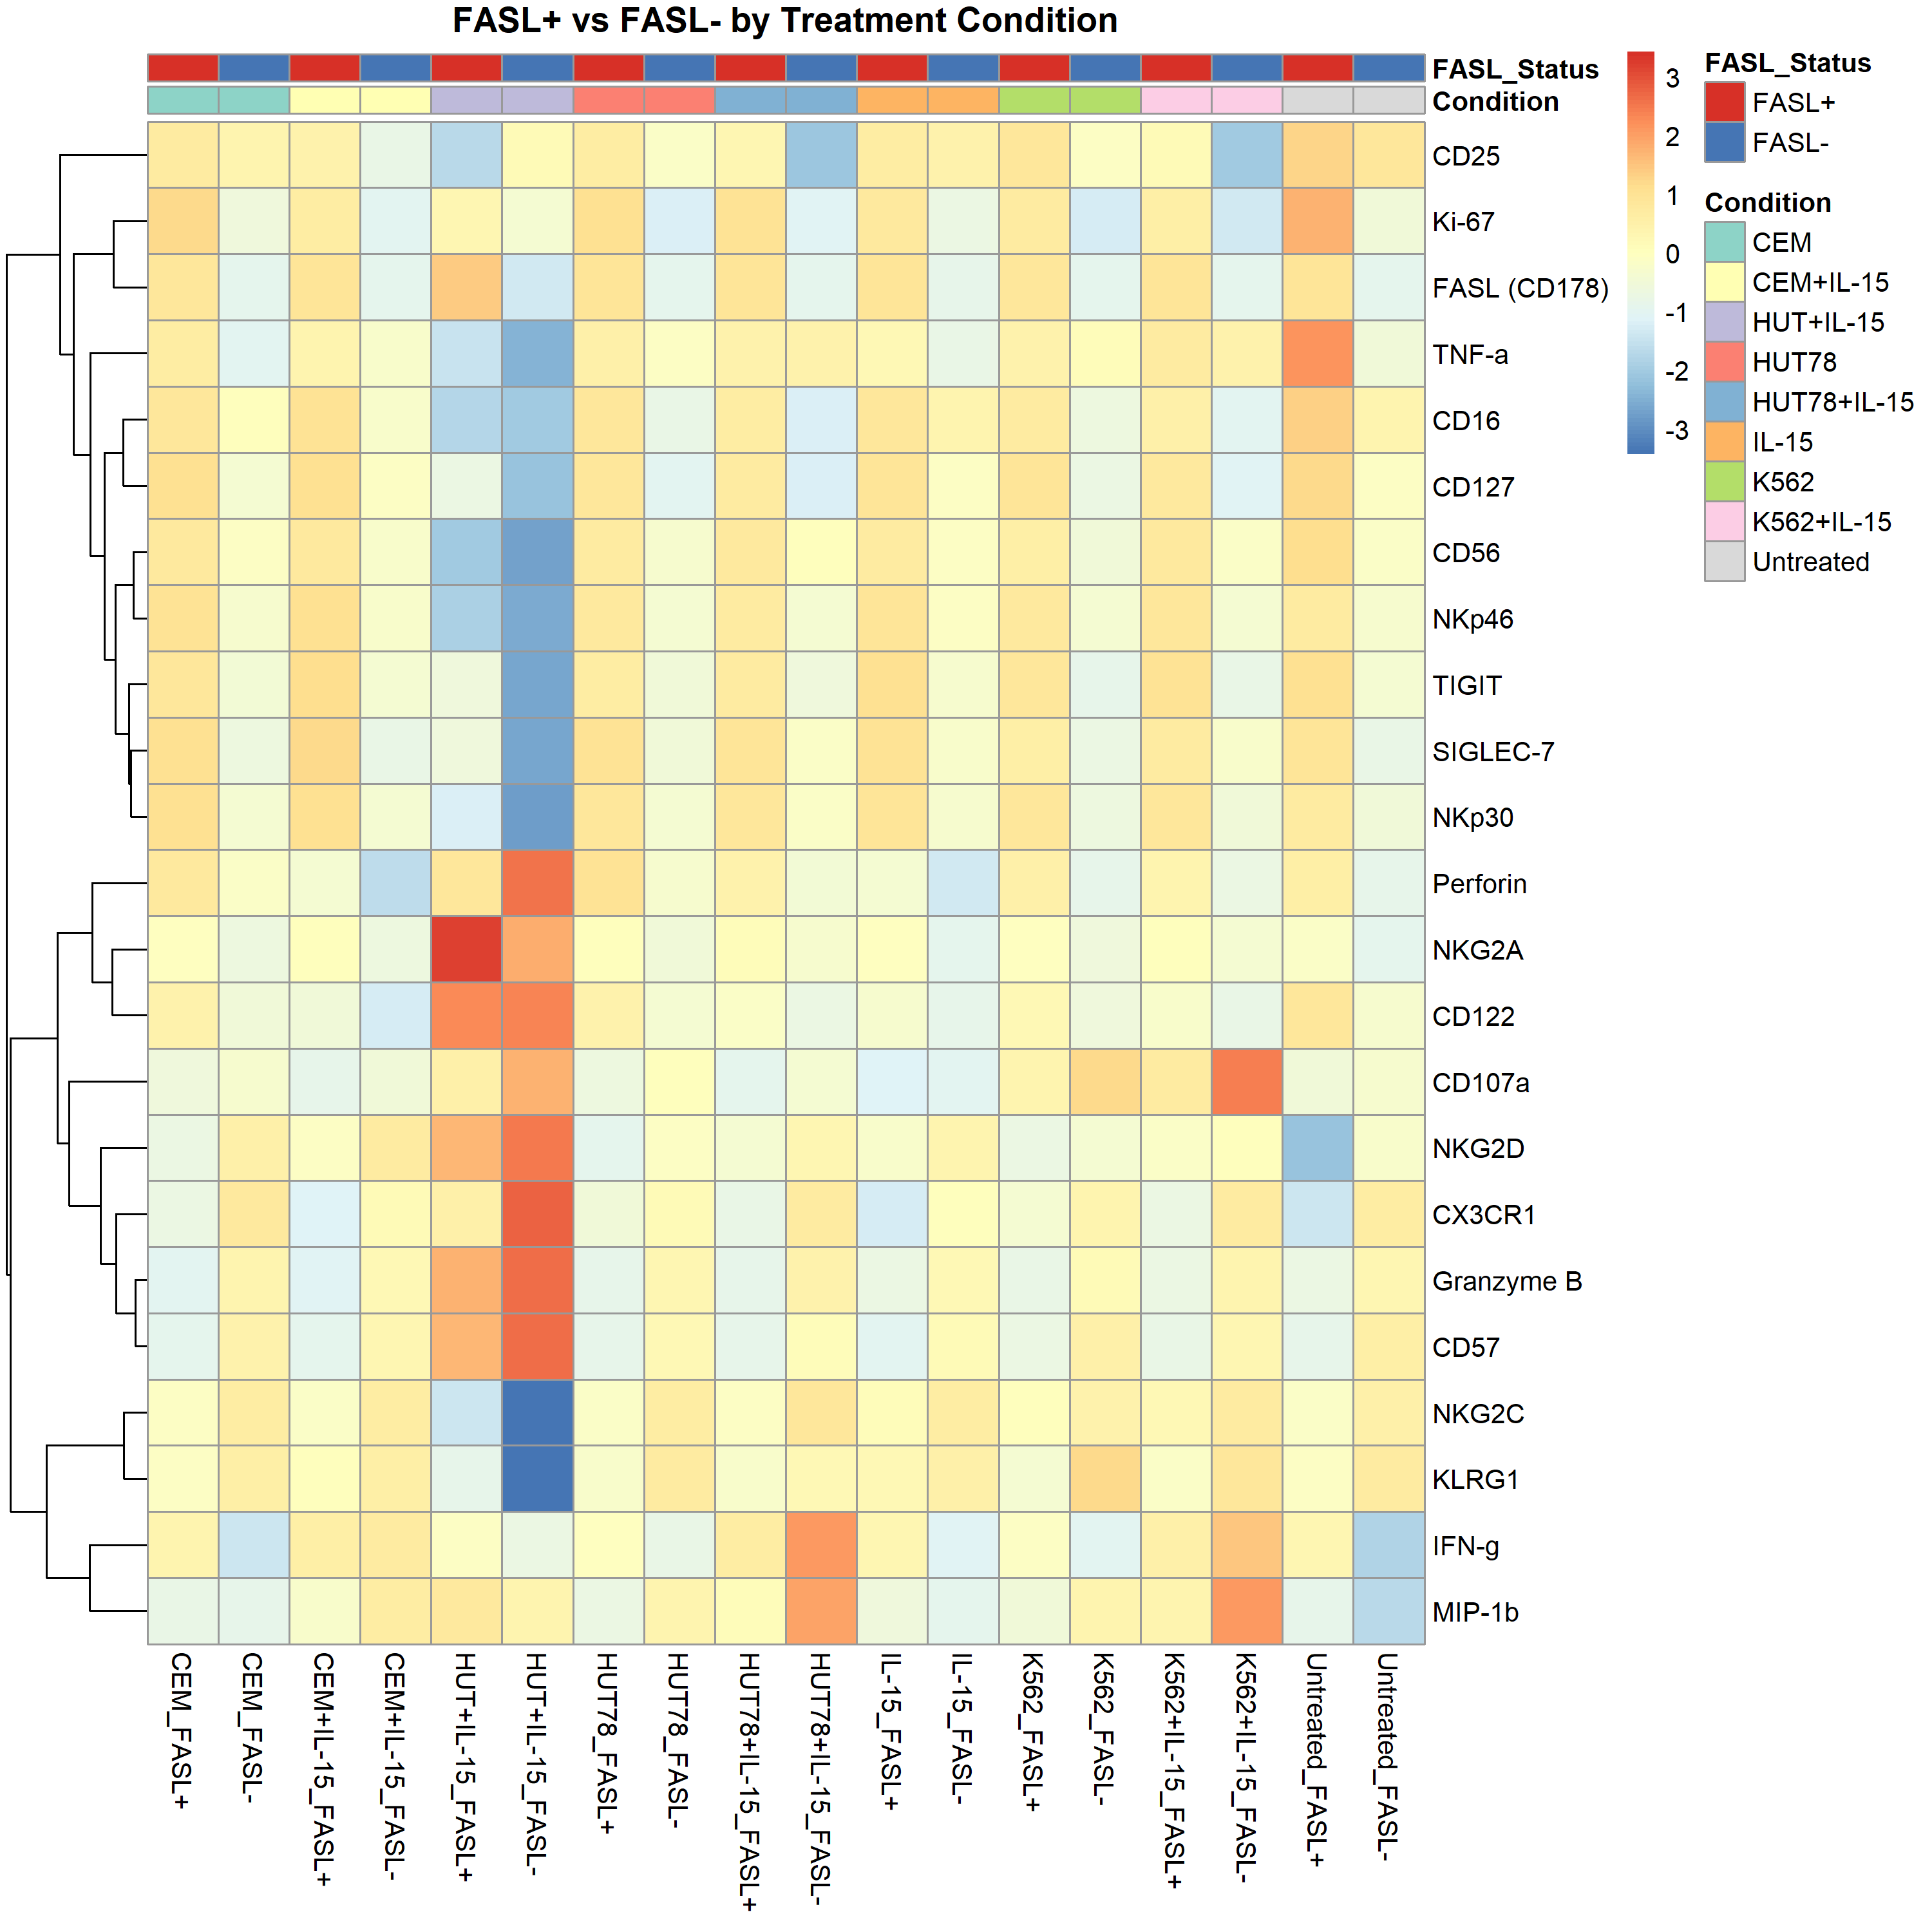 FASL+ vs FASL- by Treatment Condition
FASL_Status
Condition
CD25
Ki-67
FASL (CD178)
TNF-a
CD16
CD127
CD56
NKp46
TIGIT
SIGLEC-7
NKp30
Perforin
NKG2A
CD122
CD107a
NKG2D
CX3CR1
Granzyme B
CD57
NKG2C
KLRG1
IFN-g
MIP-1b
CEM_FASL+
CEM_FASL-
CEM+IL-15_FASL+
CEM+IL-15_FASL-
HUT+IL-15_FASL+
HUT+IL-15_FASL-
HUT78_FASL+
HUT78_FASL-
HUT78+IL-15_FASL+
HUT78+IL-15_FASL-
IL-15_FASL+
IL-15_FASL-
K562_FASL+
K562_FASL-
K562+IL-15_FASL+
K562+IL-15_FASL-
Untreated_FASL+
Untreated_FASL-
3
2
1
0
-1
-2
-3
FASL_Status
FASL+
FASL-
Condition
CEM
CEM+IL-15
HUT+IL-15
HUT78
HUT78+IL-15
IL-15
K562
K562+IL-15
Untreated